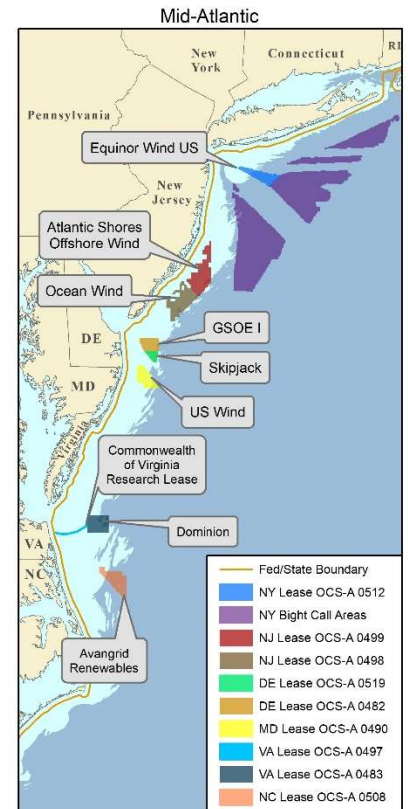 Mid-Atlantic
New
York
Connecticut
RI
Pennsylvania
Equinor Wind US
New
Jersey
Atlantic Shores
Offshore Wind
Ocean Wind
GSOE I
DE
Skipjack
MD
US Wind
Virginia
Commonwealth
of Virginia
Research Lease
Dominion
VA
NC
Avangrid
Renewables
Fed/State Boundary
NY Lease OCS-A 0512
NY Bight Call Areas
NJ Lease OCS-A 0499
NJ Lease OCS-A 0498
DE Lease OCS-A 0519
DE Lease OCS-A 0482
MD Lease OCS-A 0490
VA Lease OCS-A 0497
VA Lease OCS-A 0483
NC Lease OCS-A 0508